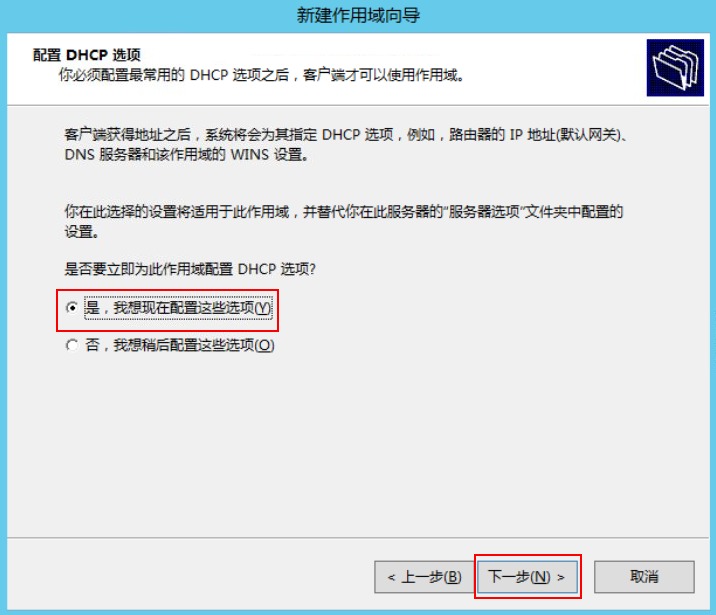 新建作用域向导
配置 DHCP 选项
你必须配置最常用的 DHCP 选项之后，客户端才可以使用作用域。
客户端获得地址之后，系统将会为其指定 DHCP 选项，例如，路由器的 IP 地址(默认网关)、
DNS 服务器和该作用域的 WINS 设置。
你在此选择的设置将适用于此作用域，并替代你在此服务器的"服务器选项"文件夹中配置的
设置。
是否要立即为此作用域配置 DHCP 选项?
是，我想现在配置这些选项(Y)
否，我想稍后配置这些选项(O)
< 上一步(B) 下一步(N) > 取消